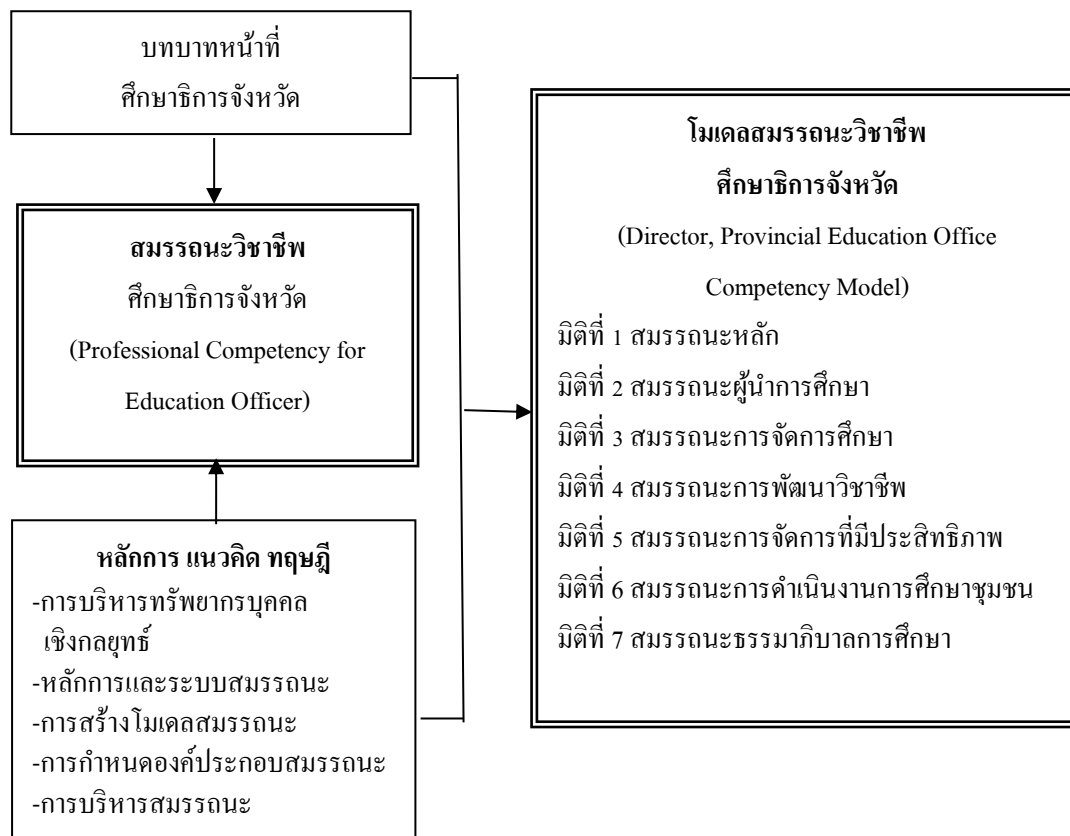 บทบาทหน้าที่
ศึกษาธิการจังหวัด
สมรรถนะวิชาชีพ
ศึกษาธิการจังหวัด
(Professional Competency for
Education Officer)
หลักการ แนวคิด ทฤษฎี
-การบริหารทรัพยากรบุคคล
เชิงกลยุทธ์
-หลักการและระบบสมรรถนะ
-การสร้างโมเดลสมรรถนะ
-การกำหนดองค์ประกอบสมรรถนะ
-การบริหารสมรรถนะ
โมเดลสมรรถนะวิชาชีพ
ศึกษาธิการจังหวัด
(Director, Provincial Education Office
Competency Model)
มิติที่ 1 สมรรถนะหลัก
มิติที่ 2 สมรรถนะผู้นำการศึกษา
มิติที่ 3 สมรรถนะการจัดการศึกษา
มิติที่ 4 สมรรถนะการพัฒนาวิชาชีพ
มิติที่ 5 สมรรถนะการจัดการที่มีประสิทธิภาพ
มิติที่ 6 สมรรถนะการดำเนินงานการศึกษาชุมชน
มิติที่ 7 สมรรถนะธรรมาภิบาลการศึกษา